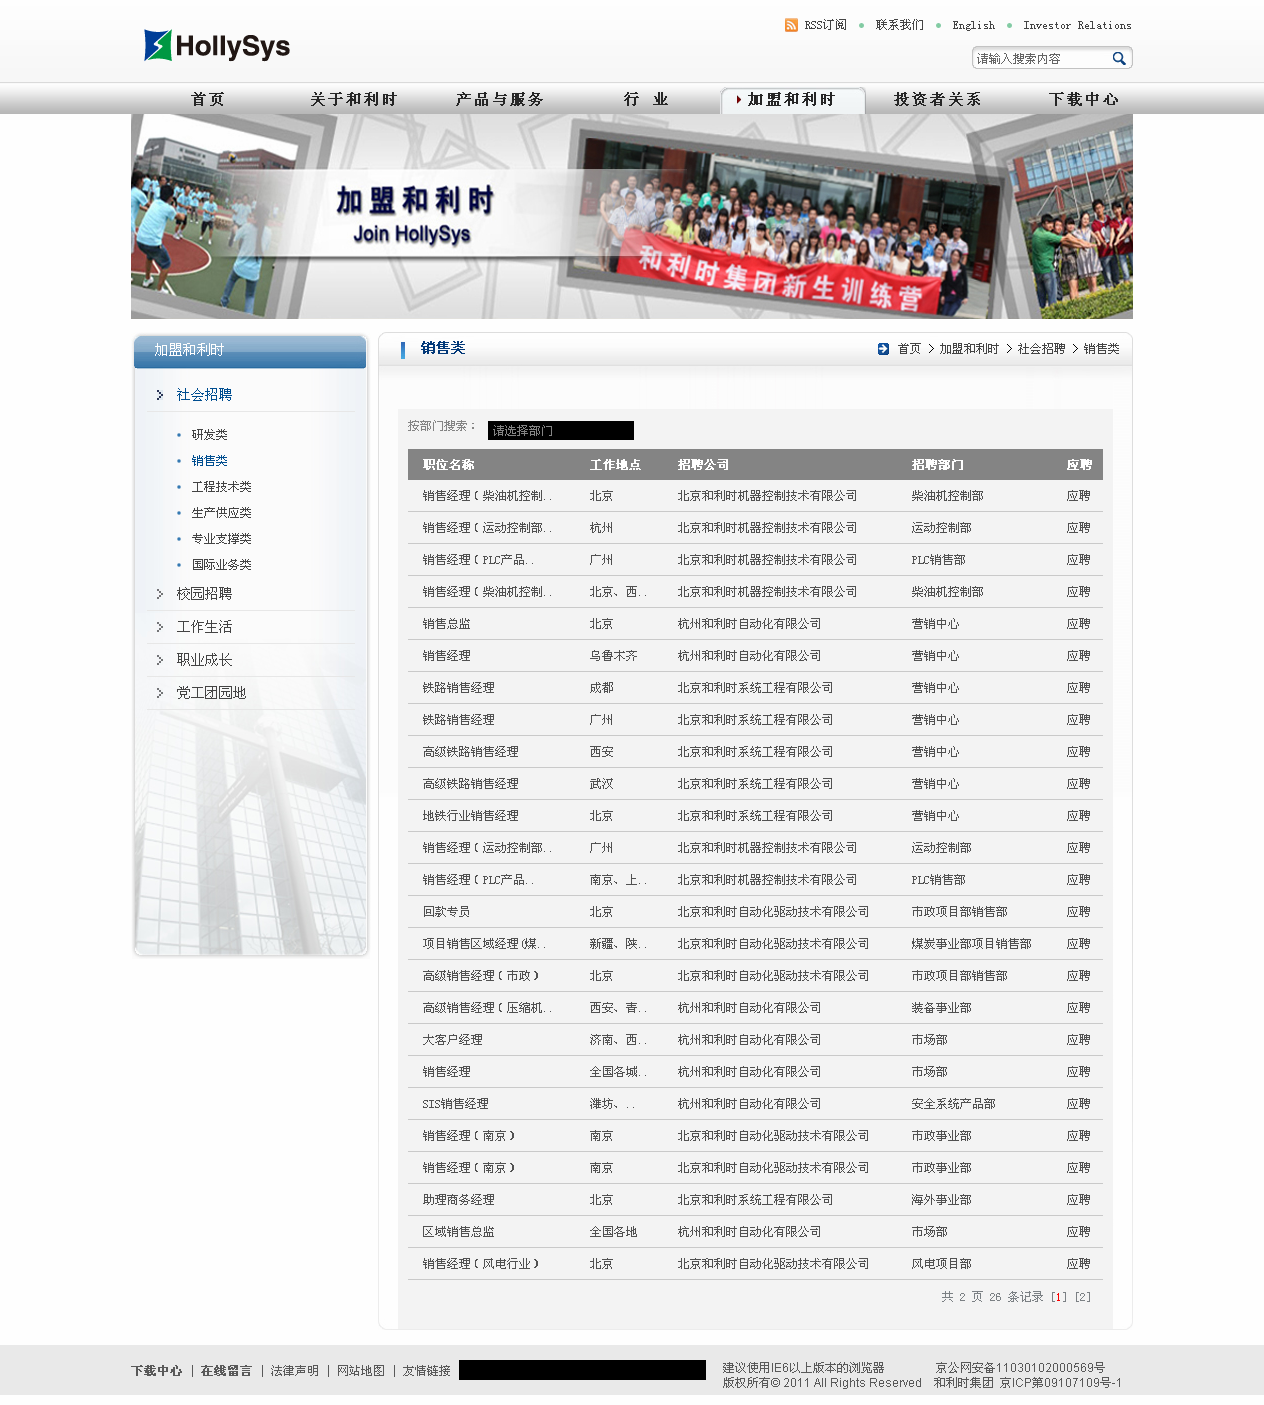 HollySys
RSS订阅 联系我们 English Investor Relations
请输入搜索内容
首页 关于和利时 产品与服务 行 业 加盟和利时 投资者关系 下载中心
加盟和利时
Join HollySys
和利时集团新生训练营
加盟和利时
社会招聘
研发类
销售类
工程技术类
生产供应类
专业支撑类
国际业务类
校园招聘
工作生活
职业成长
党工团园地
销售类
首页 > 加盟和利时 > 社会招聘 > 销售类
按部门搜索： 请选择部门
职位名称 工作地点 招聘公司 招聘部门 应聘
销售经理（柴油机控制.. 北京 北京和利时机器控制技术有限公司 柴油机控制部 应聘
销售经理（运动控制部.. 杭州 北京和利时机器控制技术有限公司 运动控制部 应聘
销售经理（PLC产品.. 广州 北京和利时机器控制技术有限公司 PLC销售部 应聘
销售经理（柴油机控制.. 北京、西.. 北京和利时机器控制技术有限公司 柴油机控制部 应聘
销售总监 北京 杭州和利时自动化有限公司 营销中心 应聘
销售经理 乌鲁木齐 杭州和利时自动化有限公司 营销中心 应聘
铁路销售经理 成都 北京和利时系统工程有限公司 营销中心 应聘
铁路销售经理 广州 北京和利时系统工程有限公司 营销中心 应聘
高级铁路销售经理 西安 北京和利时系统工程有限公司 营销中心 应聘
高级铁路销售经理 武汉 北京和利时系统工程有限公司 营销中心 应聘
地铁行业销售经理 北京 北京和利时系统工程有限公司 营销中心 应聘
销售经理（运动控制部.. 广州 北京和利时机器控制技术有限公司 运动控制部 应聘
销售经理（PLC产品.. 南京、上.. 北京和利时机器控制技术有限公司 PLC销售部 应聘
回款专员 北京 北京和利时自动化驱动技术有限公司 市政项目部销售部 应聘
项目销售区域经理(煤.. 新疆、陕.. 北京和利时自动化驱动技术有限公司 煤炭事业部项目销售部 应聘
高级销售经理（市政） 北京 北京和利时自动化驱动技术有限公司 市政项目部销售部 应聘
高级销售经理（压缩机.. 西安、青.. 杭州和利时自动化有限公司 装备事业部 应聘
大客户经理 济南、西.. 杭州和利时自动化有限公司 市场部 应聘
销售经理 全国各城.. 杭州和利时自动化有限公司 市场部 应聘
SIS销售经理 潍坊、.. 杭州和利时自动化有限公司 安全系统产品部 应聘
销售经理（南京） 南京 北京和利时自动化驱动技术有限公司 市政事业部 应聘
销售经理（南京） 南京 北京和利时自动化驱动技术有限公司 市政事业部 应聘
助理商务经理 北京 北京和利时系统工程有限公司 海外事业部 应聘
区域销售总监 全国各地 杭州和利时自动化有限公司 市场部 应聘
销售经理（风电行业） 北京 北京和利时自动化驱动技术有限公司 风电项目部 应聘
共 2 页 26 条记录 [1] [2]
下载中心 | 在线留言 | 法律声明 | 网站地图 | 友情链接
建议使用IE6以上版本的浏览器 京公网安备11030102000569号
版权所有© 2011 All Rights Reserved 和利时集团 京ICP第09107109号-1